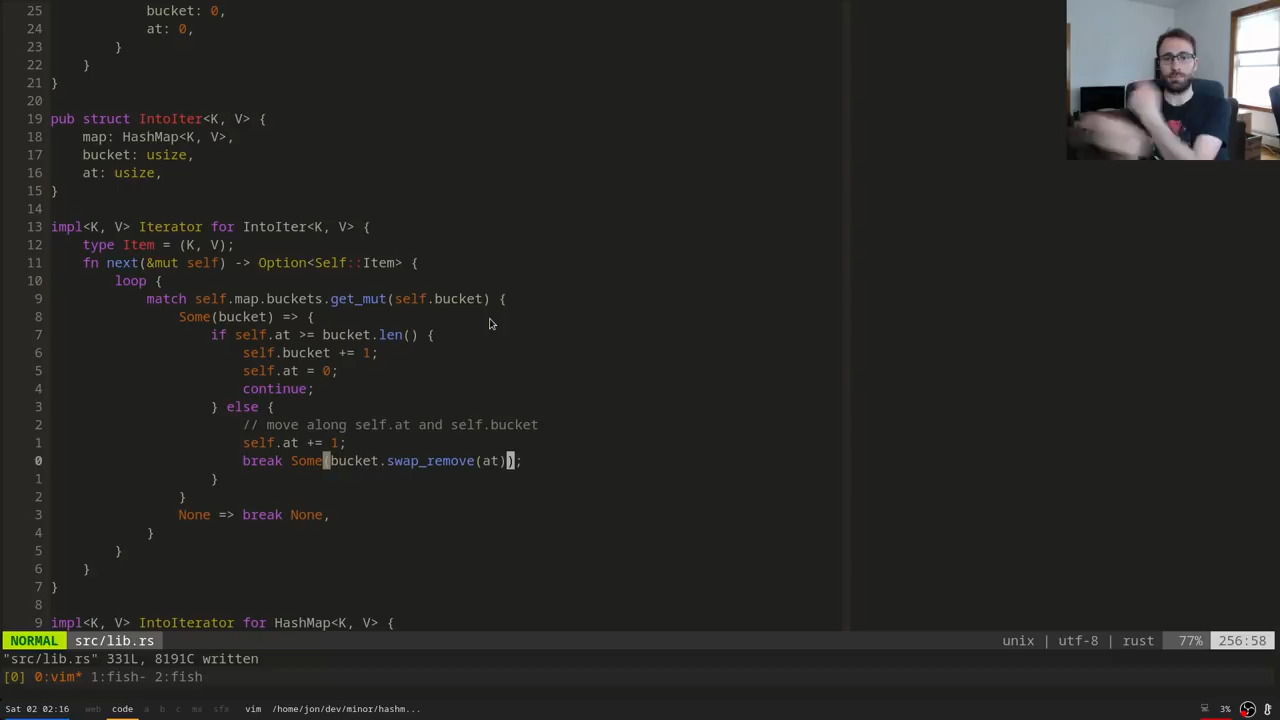 25             bucket: 0,
24             at: 0,
23         }
22     }
21 }
20
19 pub struct IntoIter<K, V> {
18     map: HashMap<K, V>,
17     bucket: usize,
16     at: usize,
15 }
14
13 impl<K, V> Iterator for IntoIter<K, V> {
12     type Item = (K, V);
11     fn next(&mut self) -> Option<Self::Item> {
10         loop {
9             match self.map.buckets.get_mut(self.bucket) {
8                 Some(bucket) => {
7                     if self.at >= bucket.len() {
6                         self.bucket += 1;
5                         self.at = 0;
4                         continue;
3                     } else {
2                         // move along self.at and self.bucket
1                         self.at += 1;
0                         break Some(bucket.swap_remove(at));
1                     }
2                 }
3                 None => break None,
4             }
5         }
6     }
7 }
8
9 impl<K, V> IntoIterator for HashMap<K, V> {
NORMAL src/lib.rs unix | utf-8 | rust 77% 256:58
"src/lib.rs" 331L, 8191C written
[0] 0:vim* 1:fish- 2:fish
Sat 02 02:16 web code a b c ms sfx vim /home/jon/dev/minor/hashm... 3%